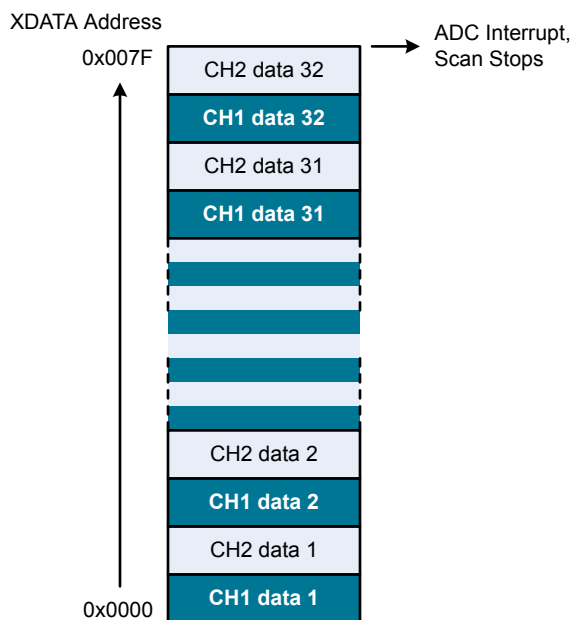 XDATA Address
0x007F
ADC Interrupt,
Scan Stops
CH2 data 32
CH1 data 32
CH2 data 31
CH1 data 31
CH2 data 2
CH1 data 2
CH2 data 1
CH1 data 1
0x0000